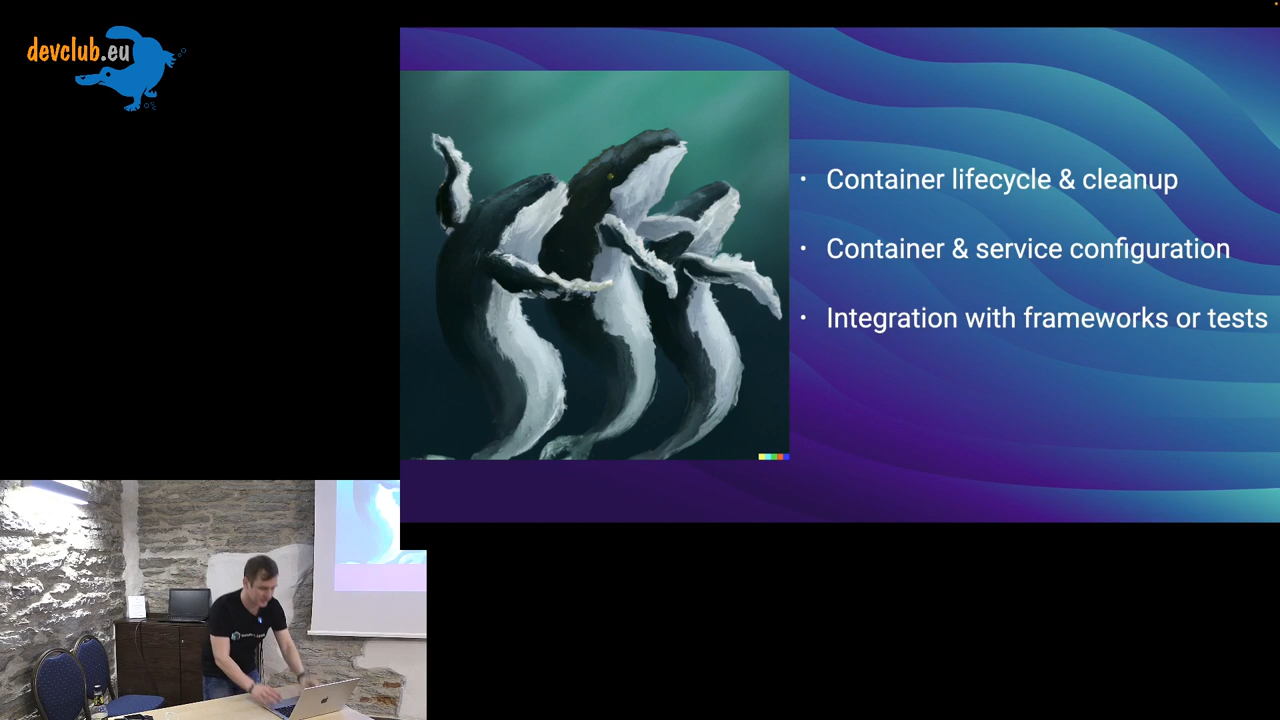 devclub.eu
• Container lifecycle & cleanup
• Container & service configuration
• Integration with frameworks or tests